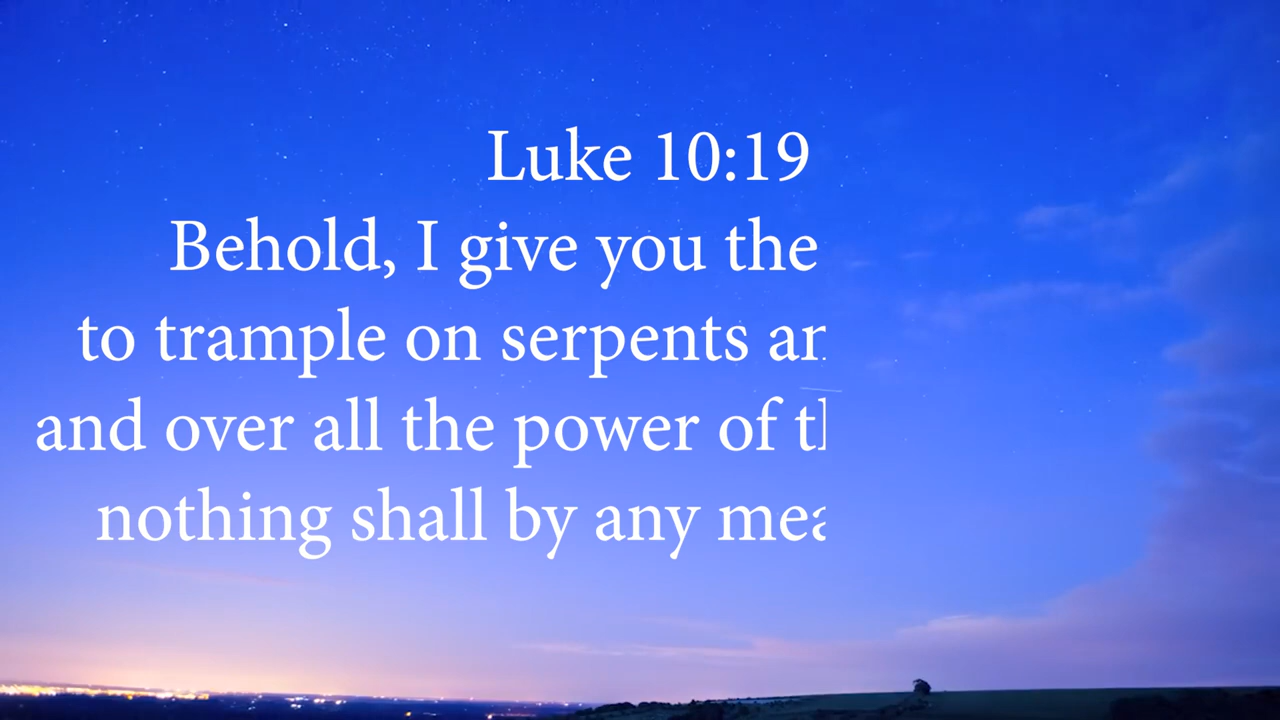 Luke 10:19
Behold, I give you the
to trample on serpents
and over all the power of
nothing shall by any